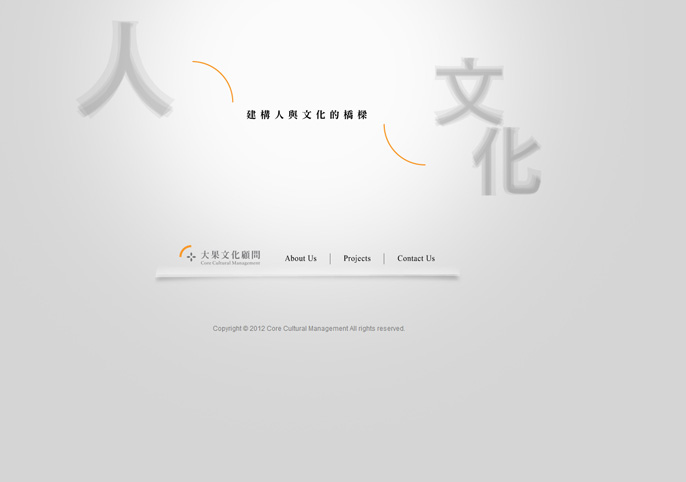 人
文
化
建構人與文化的橋樑
大果文化顧問
Core Cultural Management
About Us
Projects
Contact Us
Copyright © 2012 Core Cultural Management All rights reserved.